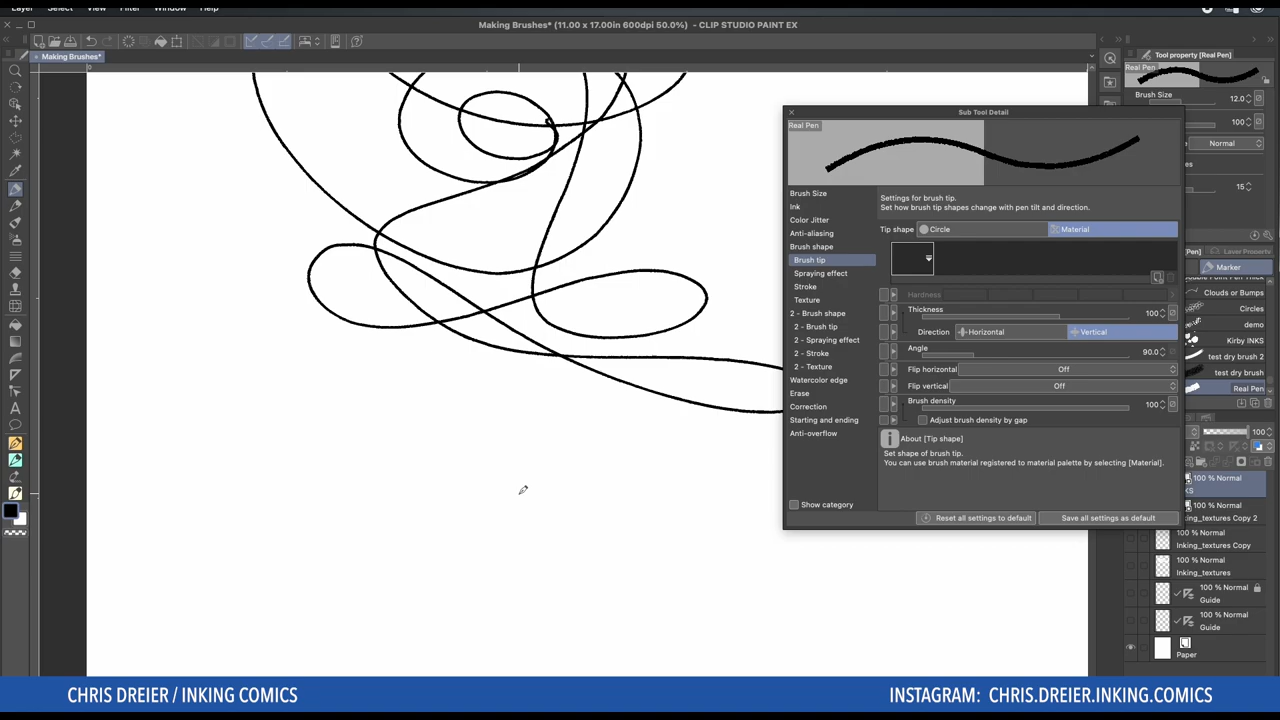 Layer Select View Filter Window Help
Making Brushes* (11.00 x 17.00in 600dpi 50.0%) - CLIP STUDIO PAINT EX
Making Brushes*
0
Tool property [Real Pen]
Real Pen
Brush Size 12.0
100
Normal
15
Sub Tool Detail
Real Pen
Brush Size
Ink
Color Jitter
Anti-aliasing
Brush shape
Brush tip
Spraying effect
Stroke
Texture
2 - Brush shape
2 - Brush tip
2 - Spraying effect
2 - Stroke
2 - Texture
Watercolor edge
Erase
Correction
Starting and ending
Anti-overflow
Show category
Settings for brush tip.
Set how brush tip shapes change with pen tilt and direction.
Tip shape Circle Material
Hardness
Thickness 100
Direction Horizontal Vertical
Angle 90.0
Flip horizontal Off
Flip vertical Off
Brush density 100
Adjust brush density by gap
About [Tip shape]
Set shape of brush tip.
You can use brush material registered to material palette by selecting [Material].
Reset all settings to default Save all settings as default
Layer Property
Marker
Clouds or Bumps
Circles
demo
Kirby INKS
test dry brush 2
test dry brush
Real Pen
100
100 % Normal
100 % Normal
Inking_textures Copy 2
100 % Normal
Inking_textures Copy
100 % Normal
Inking_textures
100 % Normal
Guide
100 % Normal
Guide
Paper
CHRIS DREIER / INKING COMICS
INSTAGRAM: CHRIS.DREIER.INKING.COMICS